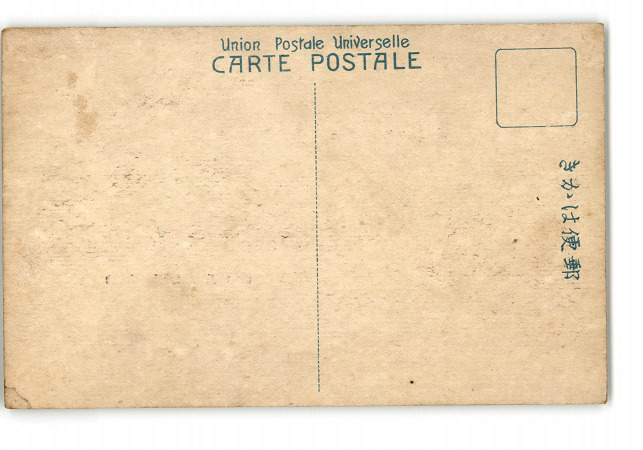 Union Postale Universelle
CARTE POSTALE
郵便はがき